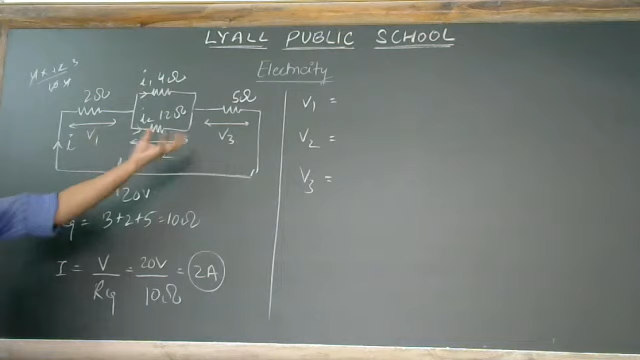 LYALL PUBLIC SCHOOL
Electricity
i₁ 4Ω
2Ω
i₂ 12Ω
5Ω
i
V₁
V₃
20V
3+2+5=10Ω
I = V/Req = 20V/10Ω = 2A
V₁ =
V₂ =
V₃ =